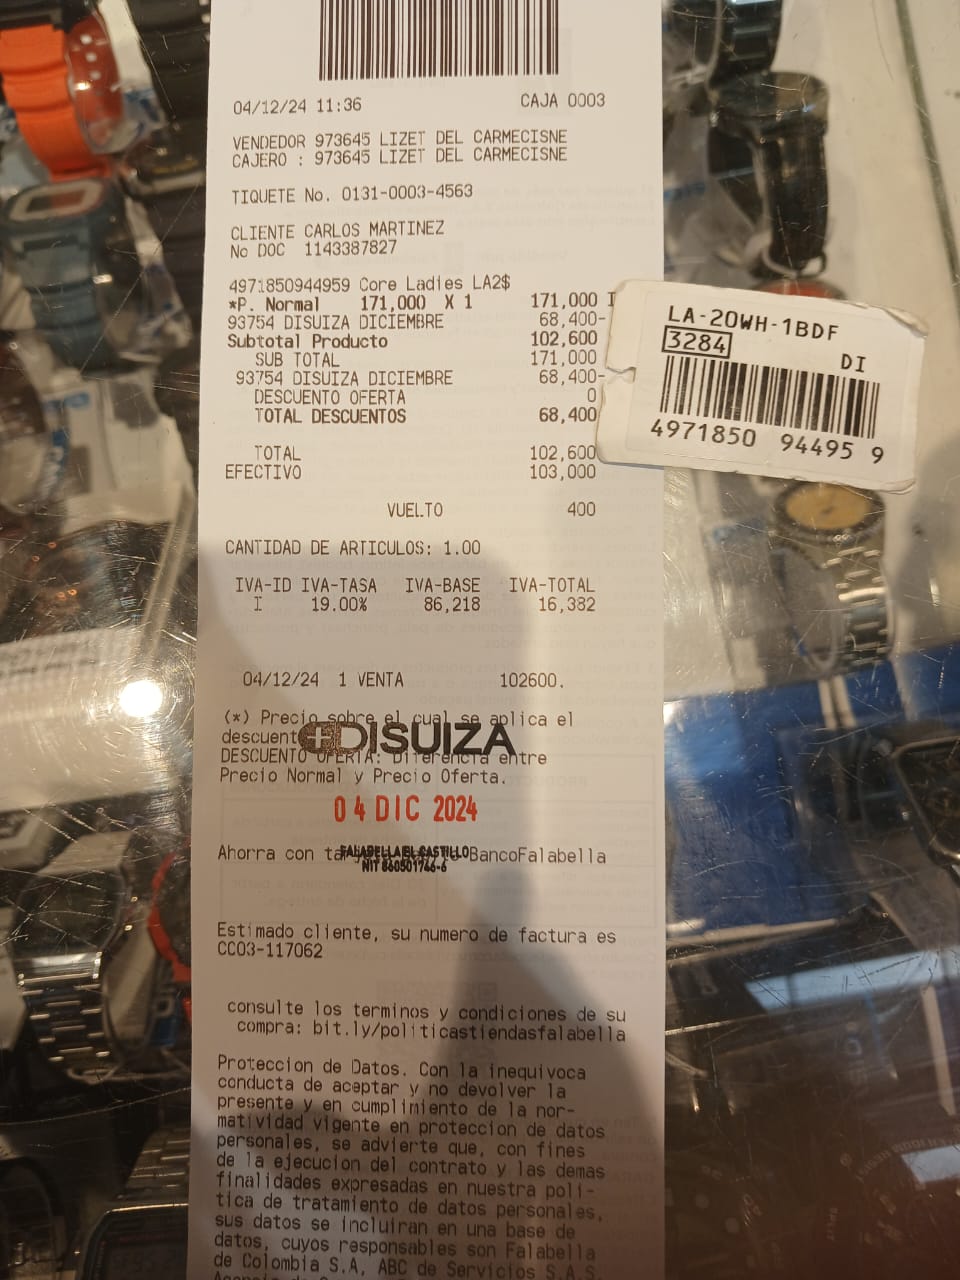 04/12/24 11:36 CAJA 0003
VENDEDOR 973645 LIZET DEL CARMECISNE
CAJERO : 973645 LIZET DEL CARMECISNE
TIQUETE No. 0131-0003-4563
CLIENTE CARLOS MARTINEZ
No DOC 1143387827
4971850944959 Core Ladies LA2$
*P. Normal 171,000 X 1 171,000 I
93754 DISUIZA DICIEMBRE 68,400-
Subtotal Producto 102,600
SUB TOTAL 171,000
93754 DISUIZA DICIEMBRE 68,400-
DESCUENTO OFERTA 0
TOTAL DESCUENTOS 68,400
TOTAL 102,600
EFECTIVO 103,000
VUELTO 400
CANTIDAD DE ARTICULOS: 1.00
IVA-ID IVA-TASA IVA-BASE IVA-TOTAL
I 19.00% 86,218 16,382
04/12/24 1 VENTA 102600.
(*) Precio sobre el cual se aplica el
descuent
DISUIZA
DESCUENTO OFERTA: Diferencia entre
Precio Normal y Precio Oferta.
04 DIC 2024
Ahorra con BancoFalabella
FALABELLA EL CASTILLO
NIT 860501746-6
Estimado cliente, su numero de factura es
CC03-117062
consulte los terminos y condiciones de su
compra: bit.ly/politicastiendasfalabella
Proteccion de Datos. Con la inequivoca
conducta de aceptar y no devolver la
presente y en cumplimiento de la nor-
matividad vigente en proteccion de datos
personales, se advierte que, con fines
de la ejecucion del contrato y las demas
finalidades expresadas en nuestra poli-
tica de tratamiento de datos personales,
sus datos se incluiran en una base de
datos, cuyos responsables son Falabella
de Colombia S.A, ABC de Servicios S.A.S
LA-20WH-1BDF
3284 DI
4971850 94495 9